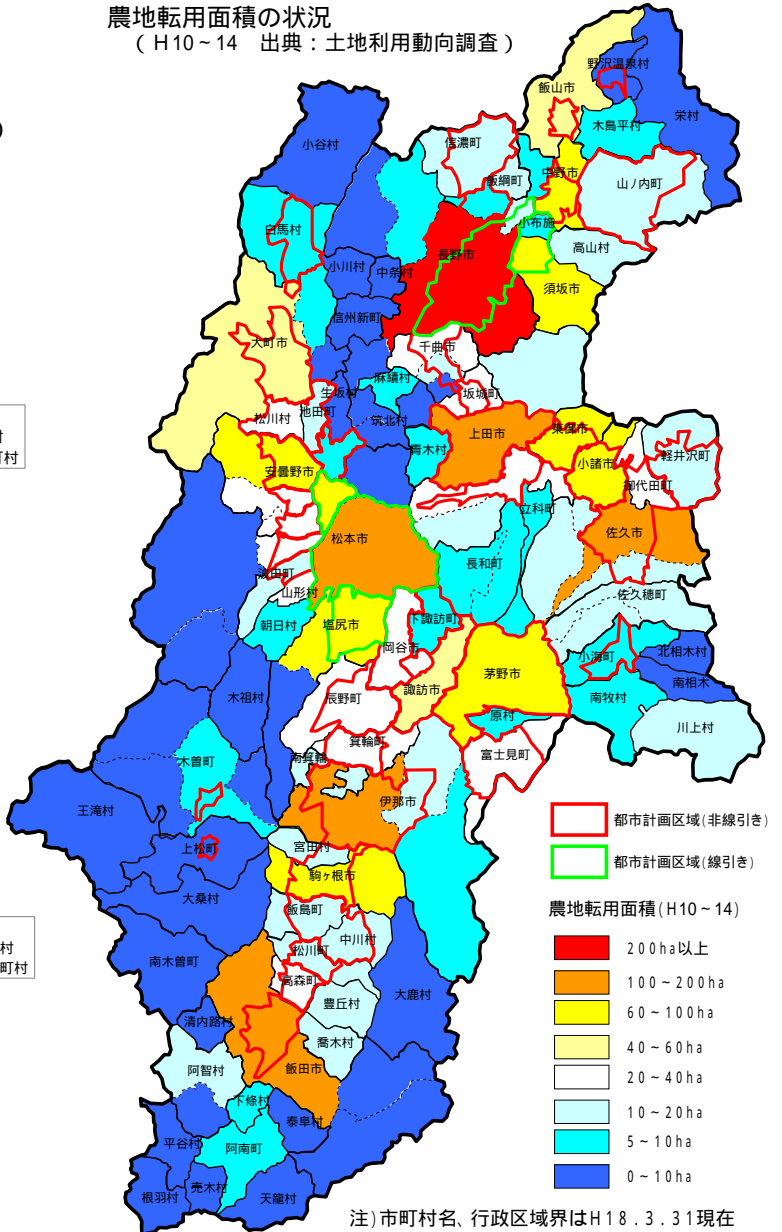 農地転用面積の状況
(H10~14 出典:土地利用動向調査)
野沢温泉村
飯山市
栄村
木島平村
小谷村
信濃町
飯綱町
中野市
山ノ内町
小布施
白馬村
長野市
高山村
小川村
中条村
須坂市
信州新町
大町市
千曲市
麻績村
生坂村
坂城町
池田町
松川村
筑北村
上田市
東御市
青木村
軽井沢町
安曇野市
小諸市
御代田町
立科町
松本市
佐久市
長和町
波田町
山形村
佐久穂町
朝日村
塩尻市
下諏訪町
岡谷市
北相木村
小海町
茅野市
南相木
諏訪市
木祖村
辰野町
南牧村
原村
川上村
箕輪町
木曽町
南箕輪
富士見町
王滝村
伊那市
上松町
宮田村
駒ヶ根市
大桑村
飯島町
中川村
松川町
南木曽町
高森町
大鹿村
豊丘村
清内路村
喬木村
阿智村
飯田市
下條村
泰阜村
平谷村
阿南町
売木村
根羽村
天龍村
村
町村
村
町村
都市計画区域(非線引き)
都市計画区域(線引き)
農地転用面積(H10~14)
200ha以上
100~200ha
60~100ha
40~60ha
20~40ha
10~20ha
5~10ha
0~10ha
注)市町村名、行政区域界はH18.3.31現在